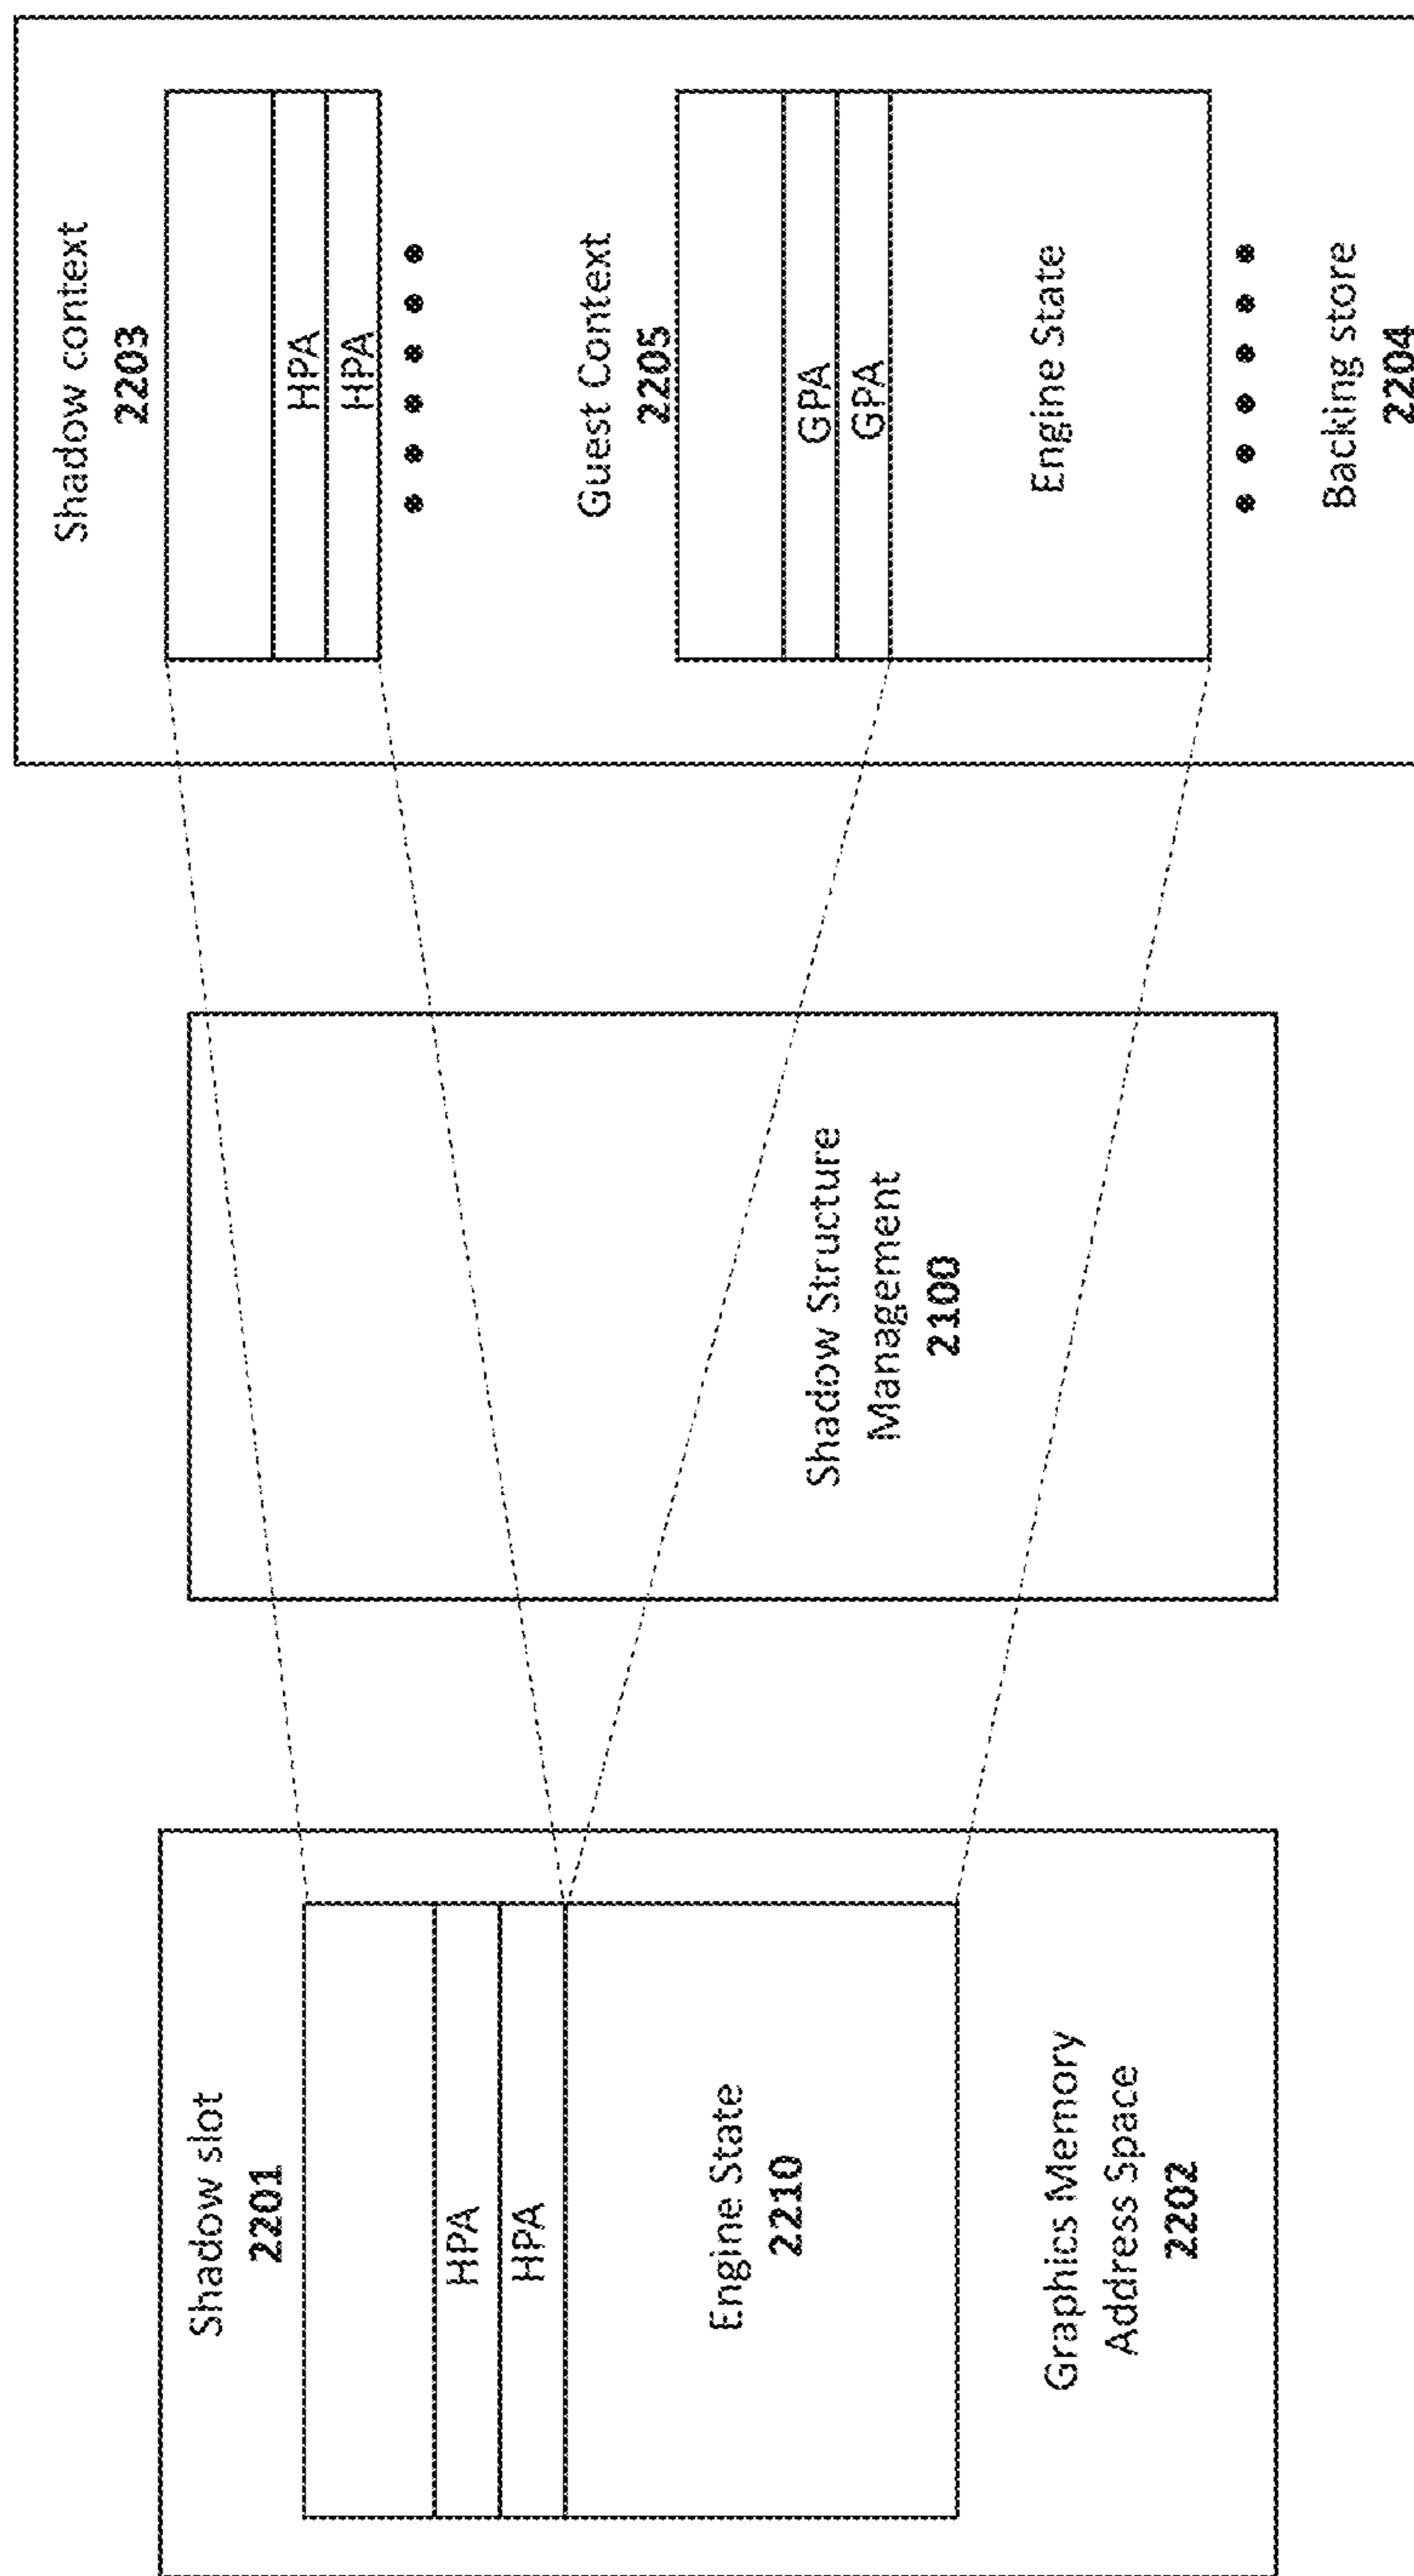 Shadow slot
2201
HPA
HPA
Engine State
2210
Graphics Memory
Address Space
2202
Shadow Structure
Management
2100
Shadow context
2203
HPA
HPA
Guest Context
2205
GPA
GPA
Engine State
Backing store
2204